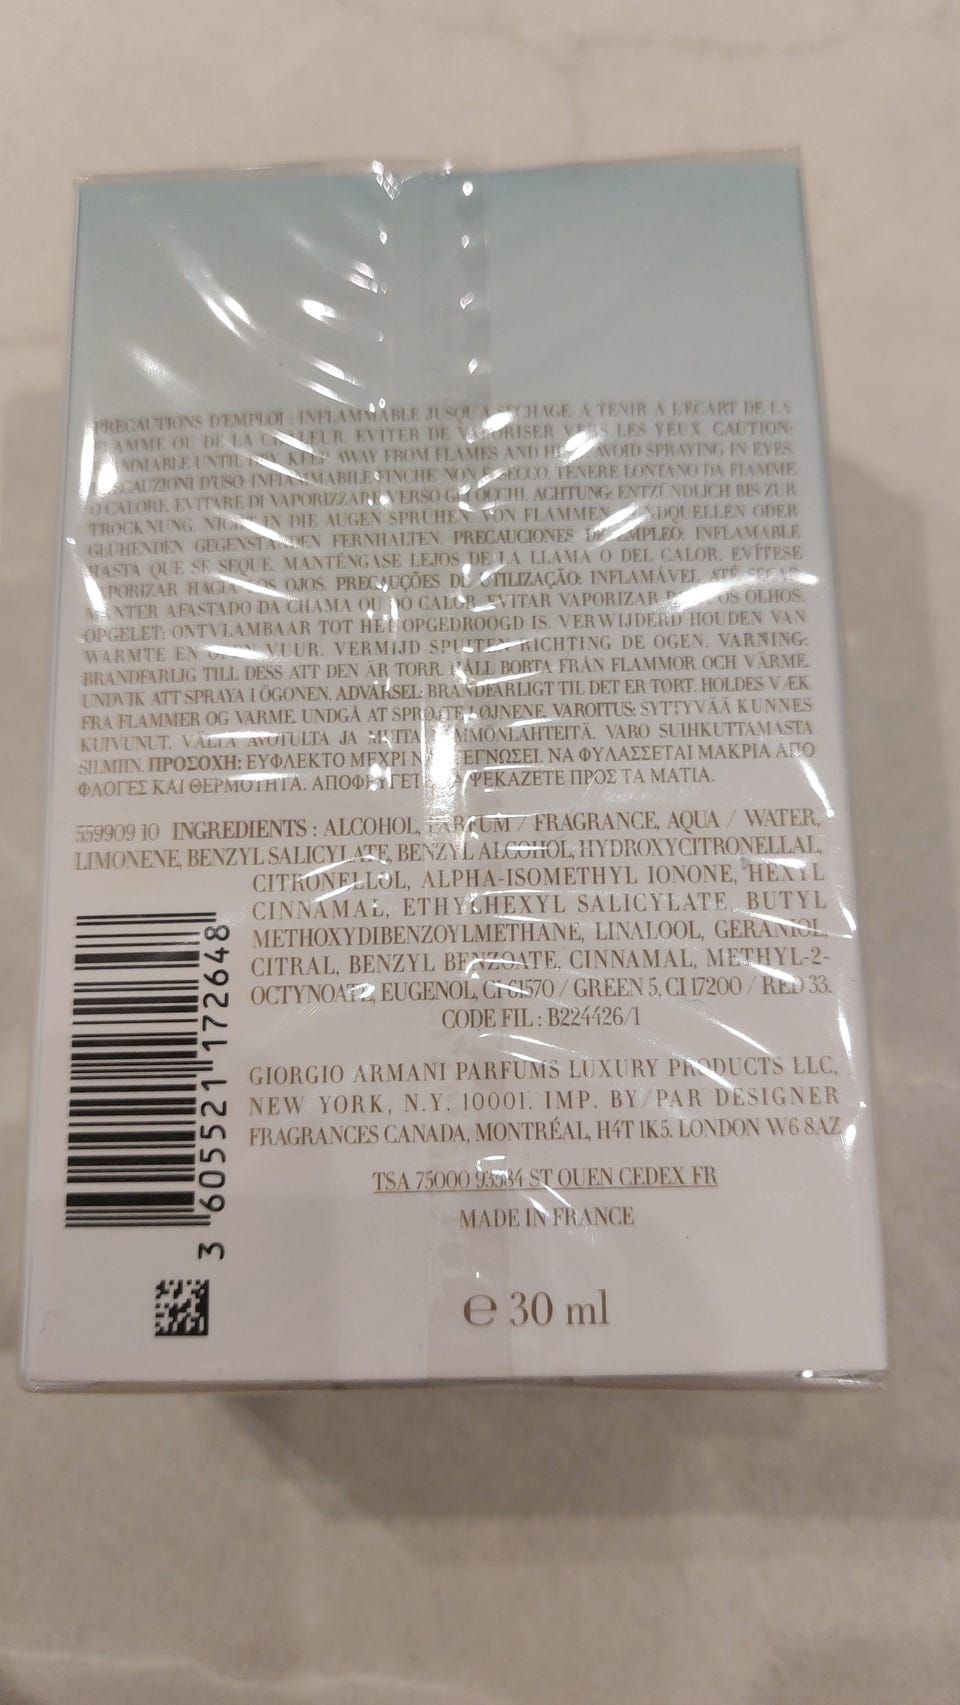 PRECAUTIONS D'EMPLOI : INFLAMMABLE JUSQU'A SECHAGE. A TENIR A L'ECART DE LA
FLAMME OU DE LA CHALEUR. EVITER DE VAPORISER VERS LES YEUX. CAUTION:
UNTIL DRY. KEEP AWAY FROM FLAMES AND AVOID SPRAYING IN EYES.
PRECAUZIONI D'USO: INFIAMMABILE FINCHE NON E SECCO. TENERE LONTANO DA FIAMME
O CALORE. EVITARE DI VAPORIZZARE VERSO GLI OCCHI. ACHTUNG: ENTZÜNDLICH BIS ZUR
TROCKNUNG. NICHT IN DIE AUGEN SPRÜHEN. VON FLAMMEN, ODER
GLÜHENDEN GEGENSTÄNDEN FERNHALTEN. PRECAUCIONES DE EMPLEO: INFLAMABLE
HASTA QUE SE SEQUE. MANTÉNGASE LEJOS DE LA LLAMA O DEL CALOR. EVÍTESE
VAPORIZAR HACIA LOS OJOS. PRECAUÇÕES DE UTILIZAÇÃO: INFLAMÁVEL ATÉ SECAR.
MANTER AFASTADO DA CHAMA OU DO CALOR. EVITAR VAPORIZAR OS OLHOS.
OPGELET: ONTVLAMBAAR TOT HET OPGEDROOGD IS. VERWIJDERD HOUDEN VAN
WARMTE EN OPEN VUUR. VERMIJD SPUITEN RICHTING DE OGEN. VARNING:
BRANDFARLIG TILL DESS ATT DEN ÄR TORR. HÅLL BORTA FRÅN FLAMMOR OCH VÄRME.
UNDVIK ATT SPRAYA I ÖGONEN. ADVARSEL: BRANDFARLIGT TIL DET ER TØRT. HOLDES VÆK
FRA FLAMMER OG VARME. UNDGÅ AT SPRØJTE I ØJNENE. VAROITUS: SYTTYVÄÄ KUNNES
KUIVUNUT. VÄLTÄ AVOTULTA JA MUITA LÄMMÖNLÄHTEITÄ. VARO SUIHKUTTAMASTA
SILMIIN. ΠΡΟΣΟΧΗ: ΕΥΦΛΕΚΤΟ ΜΕΧΡΙ ΝΑ ΣΤΕΓΝΩΣΕΙ. ΝΑ ΦΥΛΑΣΣΕΤΑΙ ΜΑΚΡΙΑ ΑΠΟ
ΦΛΟΓΕΣ ΚΑΙ ΘΕΡΜΟΤΗΤΑ. ΑΠΟΦΕΥΓΕΤΕ ΝΑ ΨΕΚΑΖΕΤΕ ΠΡΟΣ ΤΑ ΜΑΤΙΑ.
559909 10 INGREDIENTS : ALCOHOL, PARFUM / FRAGRANCE, AQUA / WATER,
LIMONENE, BENZYL SALICYLATE, BENZYL ALCOHOL, HYDROXYCITRONELLAL,
CITRONELLOL, ALPHA-ISOMETHYL IONONE, HEXYL
CINNAMAL, ETHYLHEXYL SALICYLATE, BUTYL
METHOXYDIBENZOYLMETHANE, LINALOOL, GERANIOL,
CITRAL, BENZYL BENZOATE, CINNAMAL, METHYL-2-
OCTYNOATE, EUGENOL, CI 61570 / GREEN 5, CI 17200 / RED 33.
CODE FIL : B224426/1
3 605521 172648
GIORGIO ARMANI PARFUMS LUXURY PRODUCTS LLC,
NEW YORK, N.Y. 10001. IMP. BY/PAR DESIGNER
FRAGRANCES CANADA, MONTRÉAL, H4T 1K5. LONDON W6 8AZ
TSA 75000 93584 ST OUEN CEDEX FR
MADE IN FRANCE
℮ 30 ml